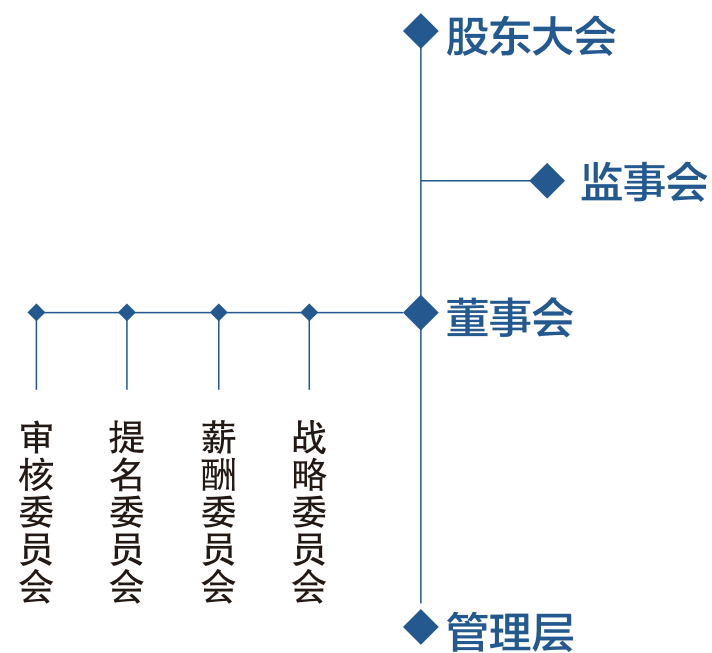 股东大会
监事会
董事会
审核委员会
提名委员会
薪酬委员会
战略委员会
管理层